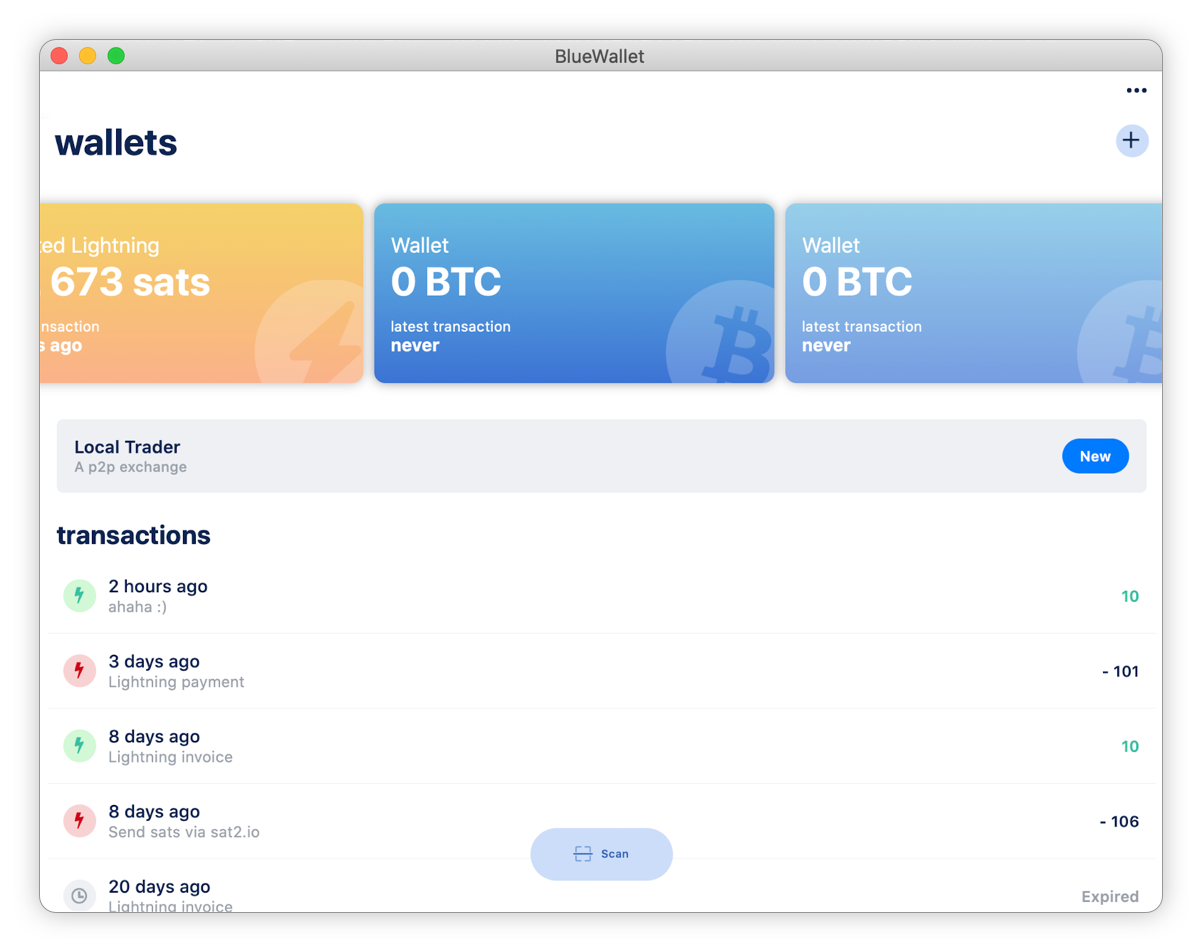 BlueWallet
wallets
ed Lightning
673 sats
nsaction
s ago
Wallet
0 BTC
latest transaction
never
Wallet
0 BTC
latest transaction
never
Local Trader
A p2p exchange
New
transactions
2 hours ago
ahaha :)
10
3 days ago
Lightning payment
- 101
8 days ago
Lightning invoice
10
8 days ago
Send sats via sat2.io
- 106
Scan
20 days ago
Lightning invoice
Expired